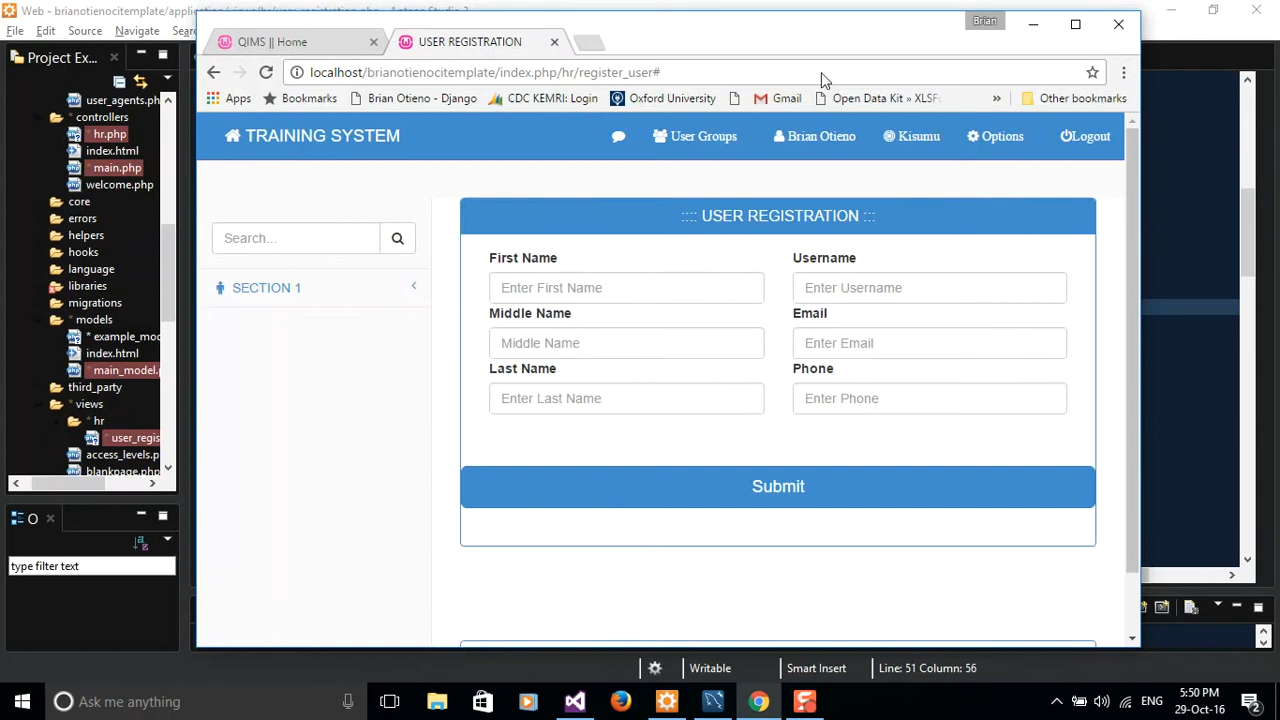 Web - brianotienocitemplate/application/views/hr/user_registration.php - Aptana Studio 3
File Edit Source Navigate Search
Project Ex...
user_agents.ph
controllers
hr.php
index.html
main.php
welcome.php
core
errors
helpers
hooks
language
libraries
migrations
models
* example_mo
index.html
main_model.p
third_party
views
hr
user_regis
access_levels.p
blankpage.php
O
type filter text
Brian
QIMS || Home
USER REGISTRATION
localhost/brianotienocitemplate/index.php/hr/register_user#
Apps Bookmarks Brian Otieno - Django CDC KEMRI: Login Oxford University Gmail Open Data Kit » XLSFo » Other bookmarks
TRAINING SYSTEM User Groups Brian Otieno Kisumu Options Logout
Search...
SECTION 1
:::: USER REGISTRATION :::
First Name Username
Enter First Name Enter Username
Middle Name Email
Middle Name Enter Email
Last Name Phone
Enter Last Name Enter Phone
Submit
Writable Smart Insert Line: 51 Column: 56
Ask me anything
ENG
5:50 PM
29-Oct-16
2